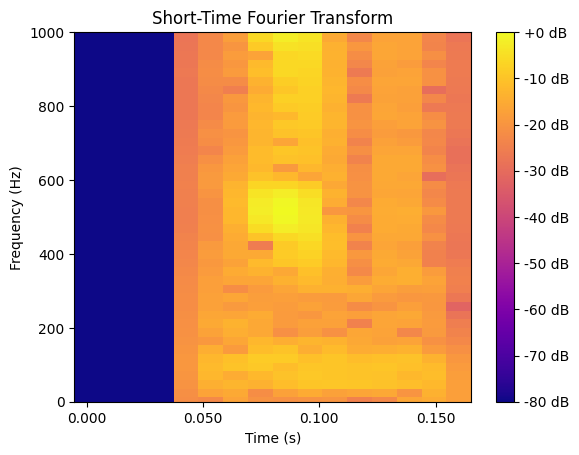 Short-Time Fourier Transform
1000
800
600
400
200
0
Frequency (Hz)
0.000
0.050
0.100
0.150
Time (s)
+0 dB
-10 dB
-20 dB
-30 dB
-40 dB
-50 dB
-60 dB
-70 dB
-80 dB